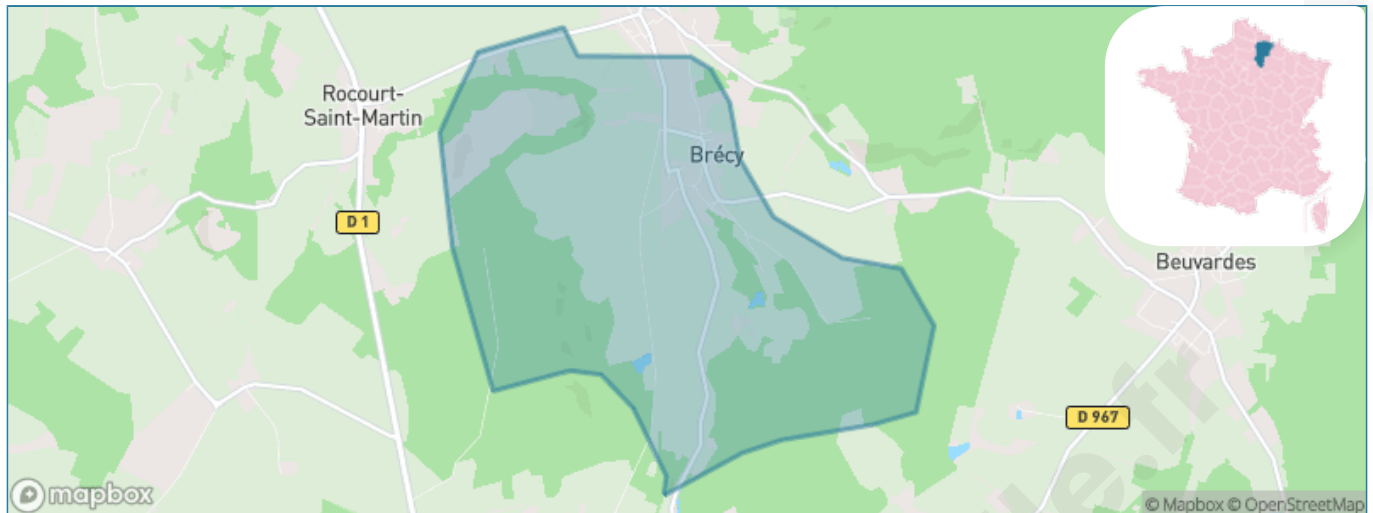 Rocourt-
Saint-Martin
Brécy
D 1
Beuvardes
D 967
mapbox
© Mapbox © OpenStreetMap